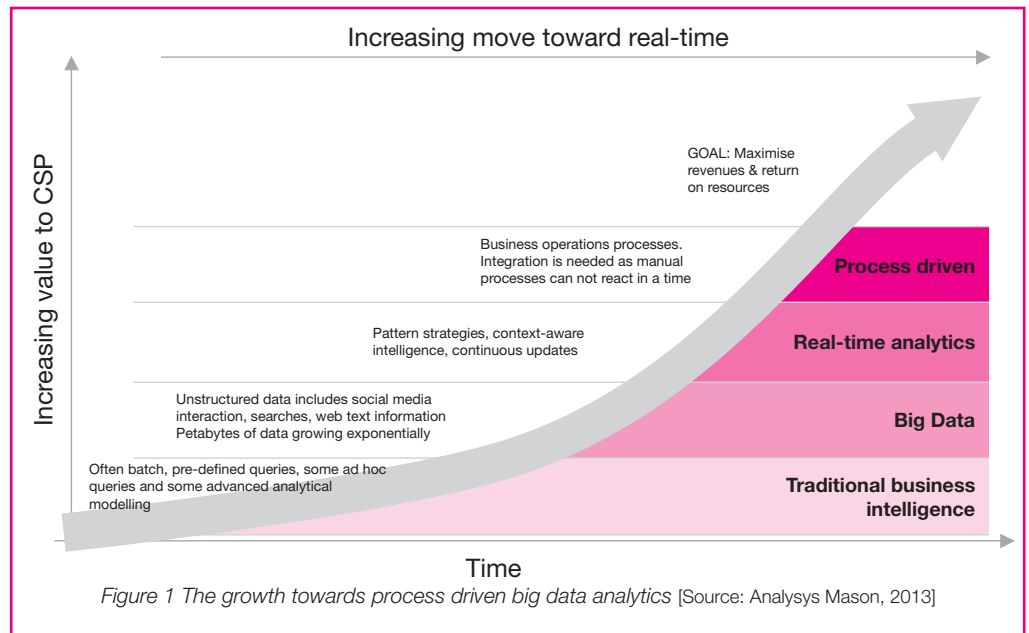 Increasing move toward real-time
Increasing value to CSP
GOAL: Maximise
revenues & return
on resources
Business operations processes.
Integration is needed as manual
processes can not react in a time
Process driven
Pattern strategies, context-aware
intelligence, continuous updates
Real-time analytics
Unstructured data includes social media
interaction, searches, web text information
Petabytes of data growing exponentially
Big Data
Often batch, pre-defined queries, some ad hoc
queries and some advanced analytical
modelling
Traditional business
intelligence
Time
Figure 1 The growth towards process driven big data analytics [Source: Analysys Mason, 2013]